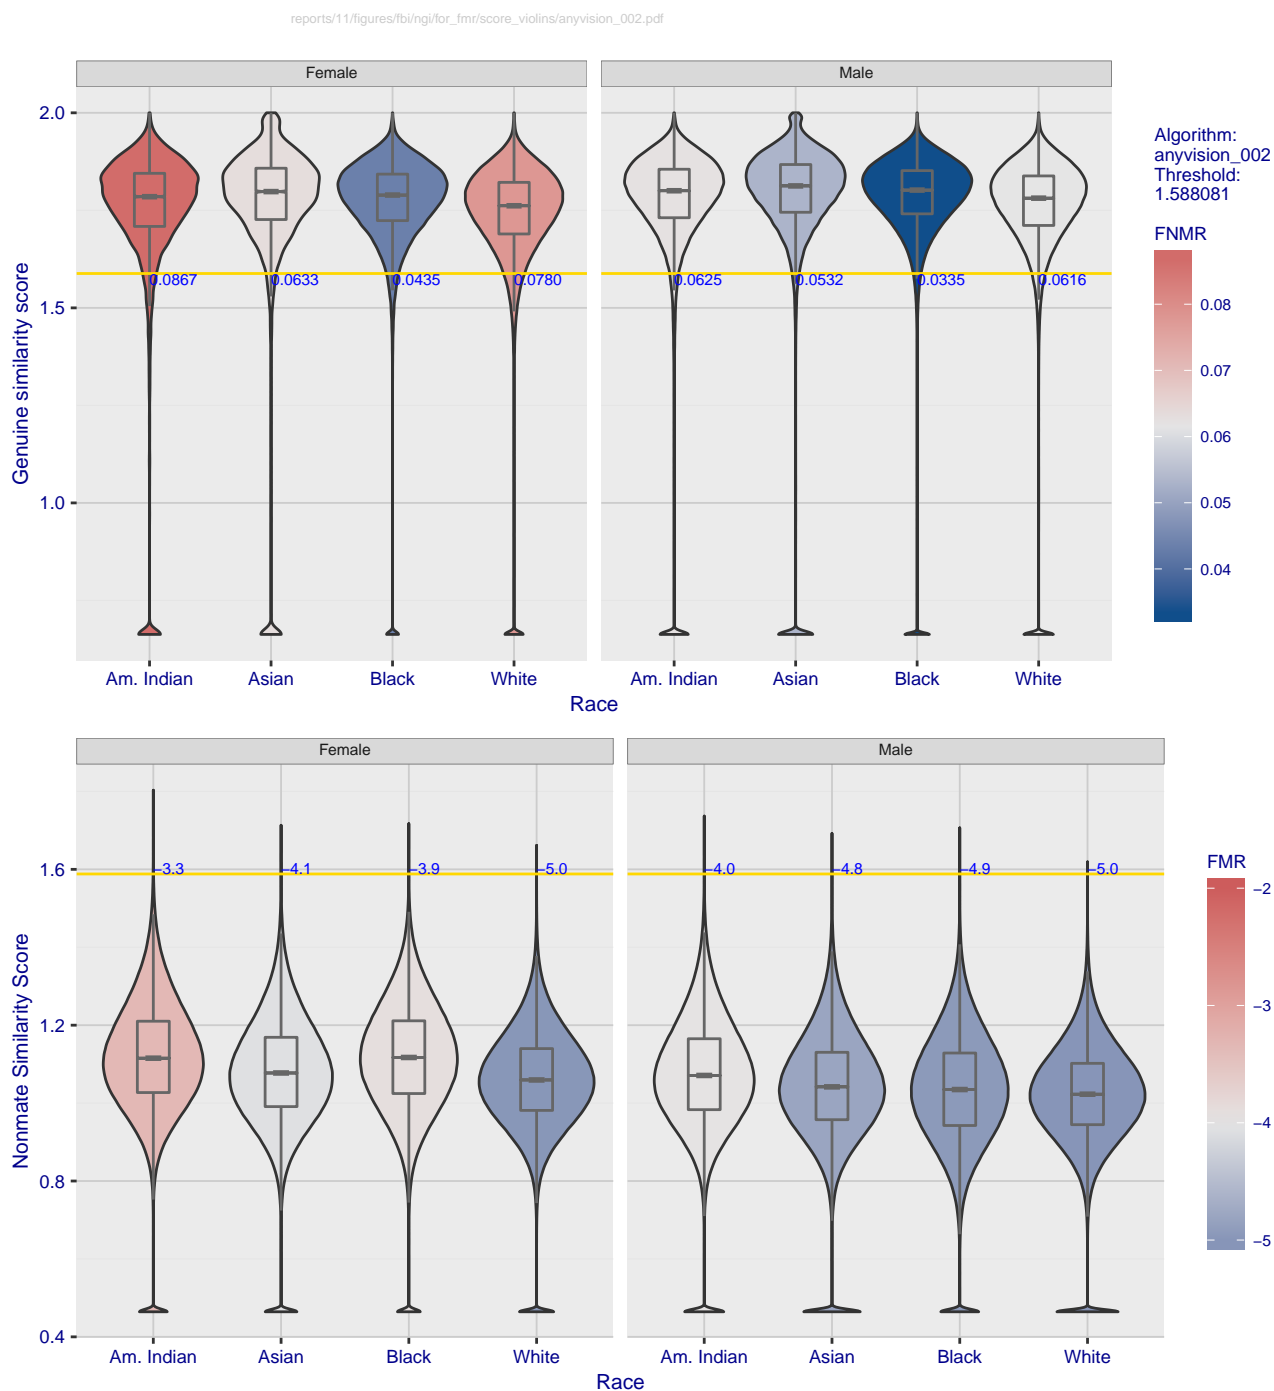 reports/11/figures/fbi/ngi/for_fmr/score_violins/anyvision_002.pdf
Female
Male
Genuine similarity score
2.0
1.5
1.0
0.0867
0.0633
0.0435
0.0780
0.0625
0.0532
0.0335
0.0616
Am. Indian
Asian
Black
White
Am. Indian
Asian
Black
White
Race
Algorithm:
anyvision_002
Threshold:
1.588081
FNMR
0.08
0.07
0.06
0.05
0.04
Female
Male
Nonmate Similarity Score
1.6
1.2
0.8
0.4
−3.3
−4.1
−3.9
−5.0
−4.0
−4.8
−4.9
−5.0
Am. Indian
Asian
Black
White
Am. Indian
Asian
Black
White
Race
FMR
−2
−3
−4
−5